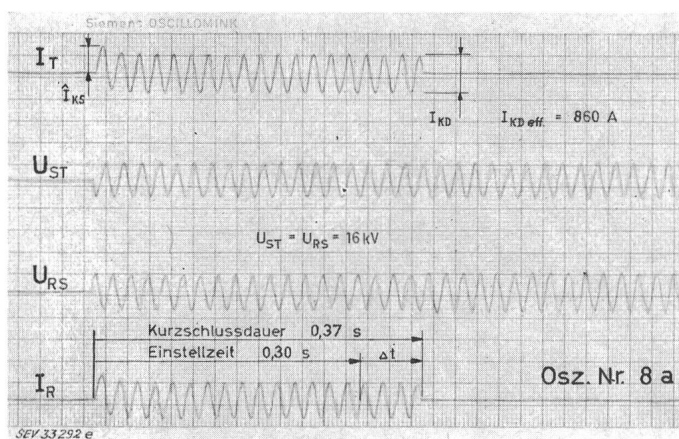 Siemens OSCILLOMINK
I_T
Î_KS
I_KD
I_KD eff. = 860 A
U_ST
U_ST = U_RS = 16 kV
U_RS
Kurzschlussdauer 0,37 s
Einstellzeit 0,30 s Δt
I_R
Osz. Nr. 8 a
SEV 33292 e